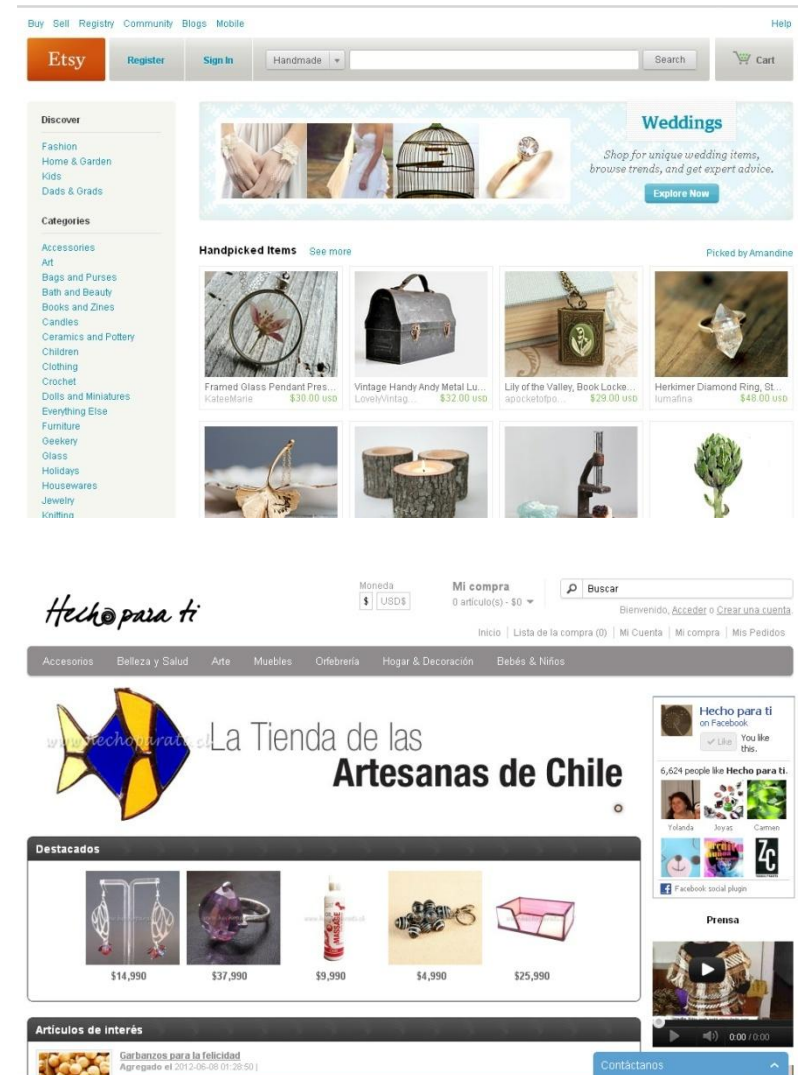 Buy Sell Registry Community Blogs Mobile
Help
Etsy
Register
Sign In
Handmade
Search
Cart
Discover
Fashion
Home & Garden
Kids
Dads & Grads
Categories
Accessories
Art
Bags and Purses
Bath and Beauty
Books and Zines
Candles
Ceramics and Pottery
Children
Clothing
Crochet
Dolls and Miniatures
Everything Else
Furniture
Geekery
Glass
Holidays
Housewares
Jewelry
Knitting
Weddings
Shop for unique wedding items,
browse trends, and get expert advice.
Explore Now
Handpicked Items See more
Picked by Amandine
Framed Glass Pendant Pres...
KateeMarie $30.00 USD
Vintage Handy Andy Metal Lu...
LovelyVintag... $32.00 USD
Lily of the Valley, Book Locke...
apocketofpo... $29.00 USD
Herkimer Diamond Ring, St...
lumafina $48.00 USD
Hecho para ti
Moneda
$ USD$
Mi compra
0 artículo(s) - $0
Buscar
Bienvenido, Acceder o Crear una cuenta.
Inicio | Lista de la compra (0) | Mi Cuenta | Mi compra | Mis Pedidos
Accesorios Belleza y Salud Arte Muebles Orfebrería Hogar & Decoración Bebés & Niños
www.hechoparati.cl
La Tienda de las
Artesanas de Chile
Hecho para ti
on Facebook
Like
You like
this.
6,624 people like Hecho para ti.
Yolanda Joyas Carmen
Facebook social plugin
Destacados
MASSAGE
$14,990 $37,990 $9,990 $4,990 $25,990
Prensa
0:00 / 0:00
Artículos de interés
Garbanzos para la felicidad
Agregado el 2012-06-08 01:28:50 |
Contáctanos